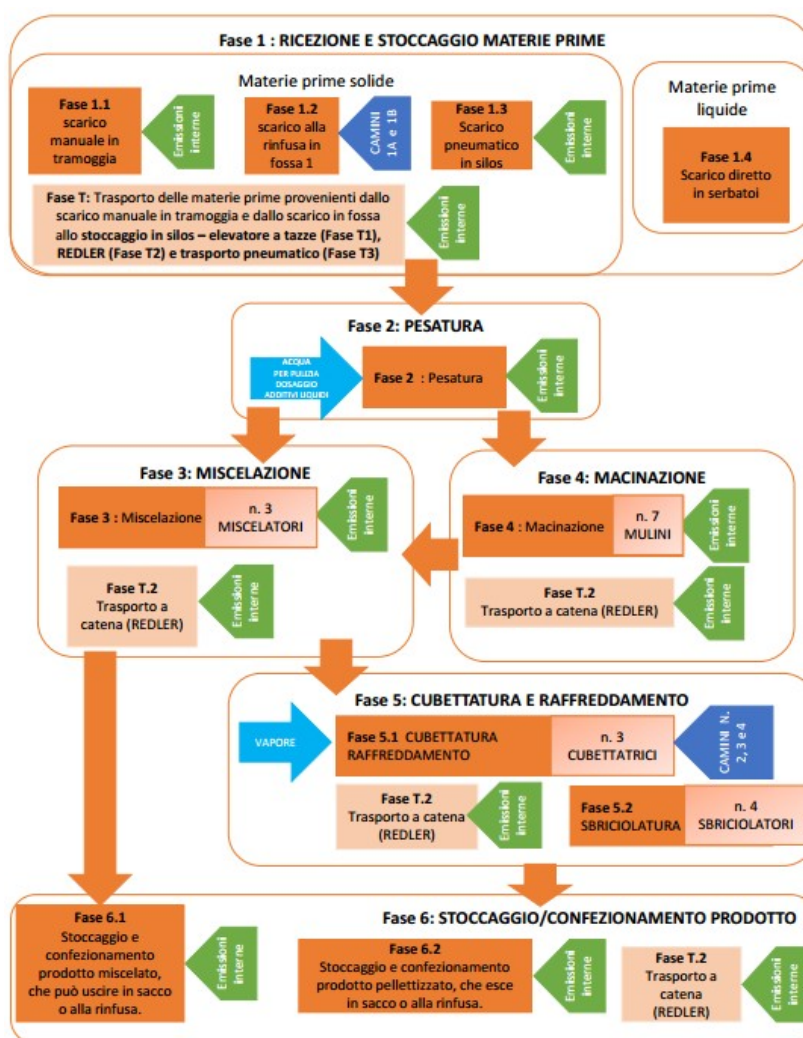 Fase 1 : RICEZIONE E STOCCAGGIO MATERIE PRIME
Materie prime solide
Fase 1.1
scarico
manuale in
tramoggia
Emissioni
interne
Fase 1.2
scarico alla
rinfusa in
fossa 1
CAMINI
1A e 1B
Fase 1.3
Scarico
pneumatico
in silos
Emissioni
interne
Materie prime
liquide
Fase 1.4
Scarico diretto
in serbatoi
Fase T: Trasporto delle materie prime provenienti dallo
scarico manuale in tramoggia e dallo scarico in fossa
allo stoccaggio in silos – elevatore a tazze (Fase T1),
REDLER (Fase T2) e trasporto pneumatico (Fase T3)
Emissioni
interne
Fase 2: PESATURA
ACQUA
PER PULIZIA
DOSAGGIO
ADDITIVI LIQUIDI
Fase 2 : Pesatura
Emissioni
interne
Fase 3: MISCELAZIONE
Fase 3 : Miscelazione
n. 3
MISCELATORI
Emissioni
interne
Fase T.2
Trasporto a
catena (REDLER)
Emissioni
interne
Fase 4: MACINAZIONE
Fase 4 : Macinazione
n. 7
MULINI
Emissioni
interne
Fase T.2
Trasporto a
catena (REDLER)
Emissioni
interne
Fase 5: CUBETTATURA E RAFFREDDAMENTO
VAPORE
Fase 5.1 CUBETTATURA
RAFFREDDAMENTO
n. 3
CUBETTATRICI
CAMINI N.
2, 3 e 4
Fase T.2
Trasporto a catena
(REDLER)
Emissioni
interne
Fase 5.2
SBRICIOLATURA
n. 4
SBRICIOLATORI
Fase 6: STOCCAGGIO/CONFEZIONAMENTO PRODOTTO
Fase 6.1
Stoccaggio e
confezionamento
prodotto miscelato,
che può uscire in sacco
o alla rinfusa.
Emissioni
interne
Fase 6.2
Stoccaggio e confezionamento
prodotto pellettizzato, che esce
in sacco o alla rinfusa.
Emissioni
interne
Fase T.2
Trasporto a
catena
(REDLER)
Emissioni
interne